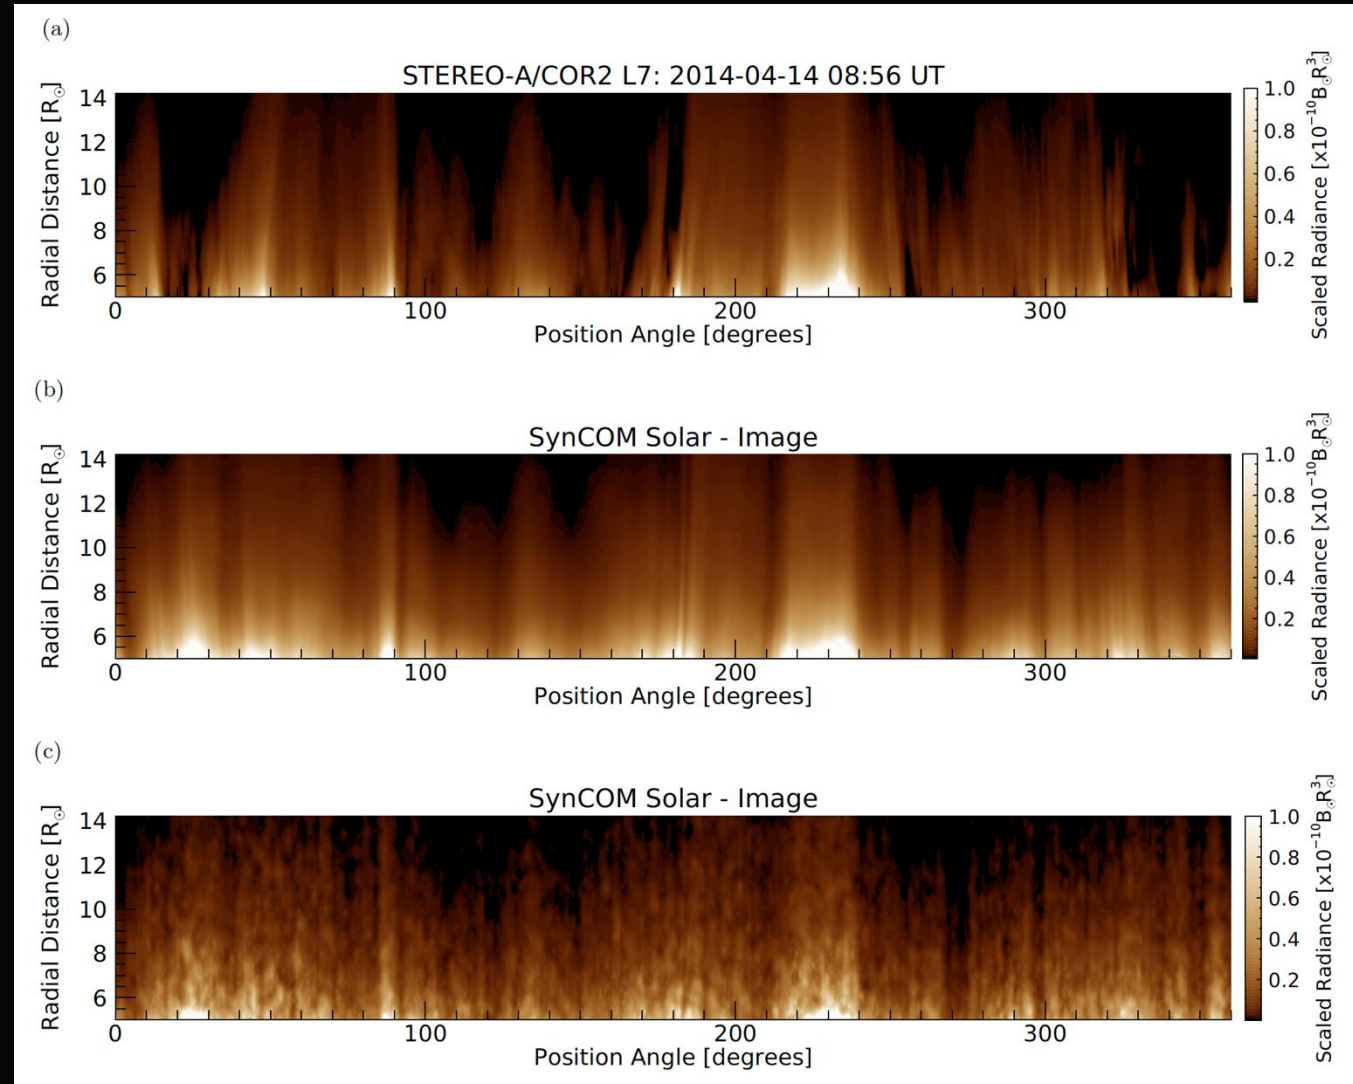 (a)
STEREO-A/COR2 L7: 2014-04-14 08:56 UT
Radial Distance [R☉]
14
12
10
8
6
0
100
200
300
Position Angle [degrees]
1.0
0.8
0.6
0.4
0.2
Scaled Radiance [x10⁻¹⁰B☉R☉³]
(b)
SynCOM Solar - Image
Radial Distance [R☉]
14
12
10
8
6
0
100
200
300
Position Angle [degrees]
1.0
0.8
0.6
0.4
0.2
Scaled Radiance [x10⁻¹⁰B☉R☉³]
(c)
SynCOM Solar - Image
Radial Distance [R☉]
14
12
10
8
6
0
100
200
300
Position Angle [degrees]
1.0
0.8
0.6
0.4
0.2
Scaled Radiance [x10⁻¹⁰B☉R☉³]